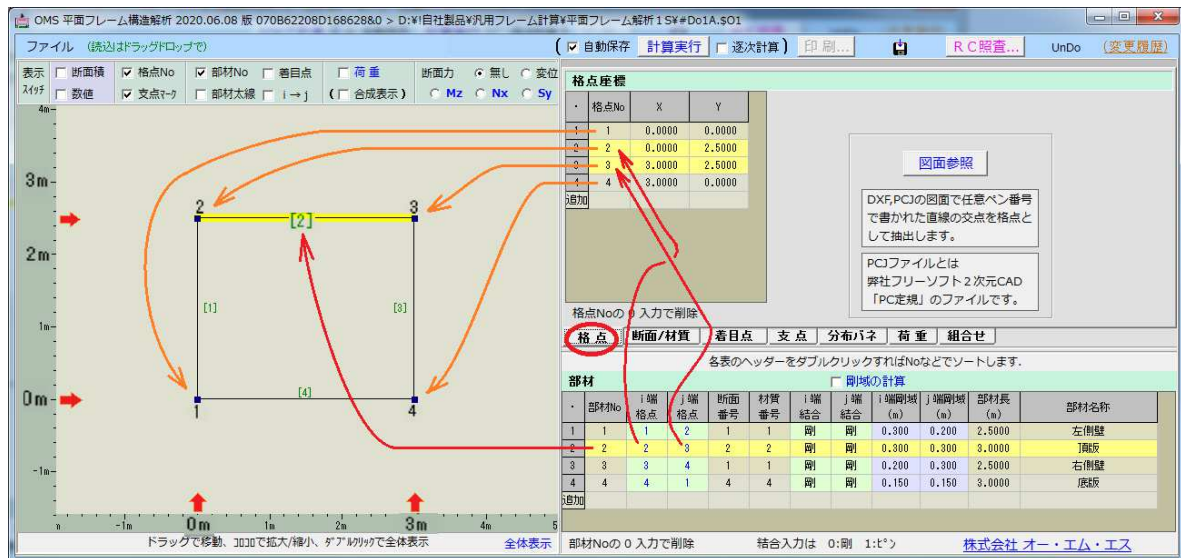 OMS 平面フレーム構造解析 2020.06.08 版 070B62208D168628&0 > D:¥!自社製品¥汎用フレーム計算¥平面フレーム解析1S¥#Do1A.$O1
ファイル (読込はドラッグドロップで) ( 自動保存 計算実行 逐次計算 ) 印刷... RC照査... UnDo (変更履歴)
表示 断面積 格点No 部材No 着目点 荷重 断面力 無し 変位
スイッチ 数値 支点マーク 部材太線 i→j (合成表示) Mz Nx Sy
4m
3m
2m
1m
0m
-1m
2 3
[2]
[1] [3]
[4]
1 4
m -1m 0m 1m 2m 3m 4m 5
ドラッグで移動、コロコロで拡大/縮小、ダブルクリックで全体表示 全体表示
格点座標
・ 格点No X Y
1 1 0.0000 0.0000
2 2 0.0000 2.5000
3 3 3.0000 2.5000
4 4 3.0000 0.0000
追加
図面参照
DXF,PCJの図面で任意ペン番号
で書かれた直線の交点を格点と
して抽出します。
PCJファイルとは
弊社フリーソフト2次元CAD
「PC定規」のファイルです。
格点Noの 0 入力で削除
格点 断面/材質 着目点 支点 分布バネ 荷重 組合せ
各表のヘッダーをダブルクリックすればNoなどでソートします.
部材 剛域の計算
・ 部材No i端格点 j端格点 断面番号 材質番号 i端結合 j端結合 i端剛域(m) j端剛域(m) 部材長(m) 部材名称
1 1 1 2 1 1 剛 剛 0.300 0.200 2.5000 左側壁
2 2 2 3 2 2 剛 剛 0.300 0.300 3.0000 頂版
3 3 3 4 1 1 剛 剛 0.200 0.300 2.5000 右側壁
4 4 4 1 4 4 剛 剛 0.150 0.150 3.0000 底版
追加
部材Noの 0 入力で削除 結合入力は 0:剛 1:ピン 株式会社 オー・エム・エス